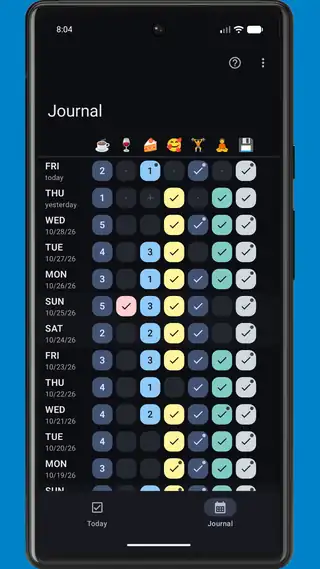 8:04
Journal
FRI 2 1
today
THU 1
yesterday
WED 5
10/28/26
TUE 4 3
10/27/26
MON 3 1
10/26/26
SUN 5 3
10/25/26
SAT 2 2
10/24/26
FRI 3 3
10/23/26
THU 4 1
10/22/26
WED 4 2
10/21/26
TUE 4
10/20/26
MON 3
10/19/26
SUN
Today Journal